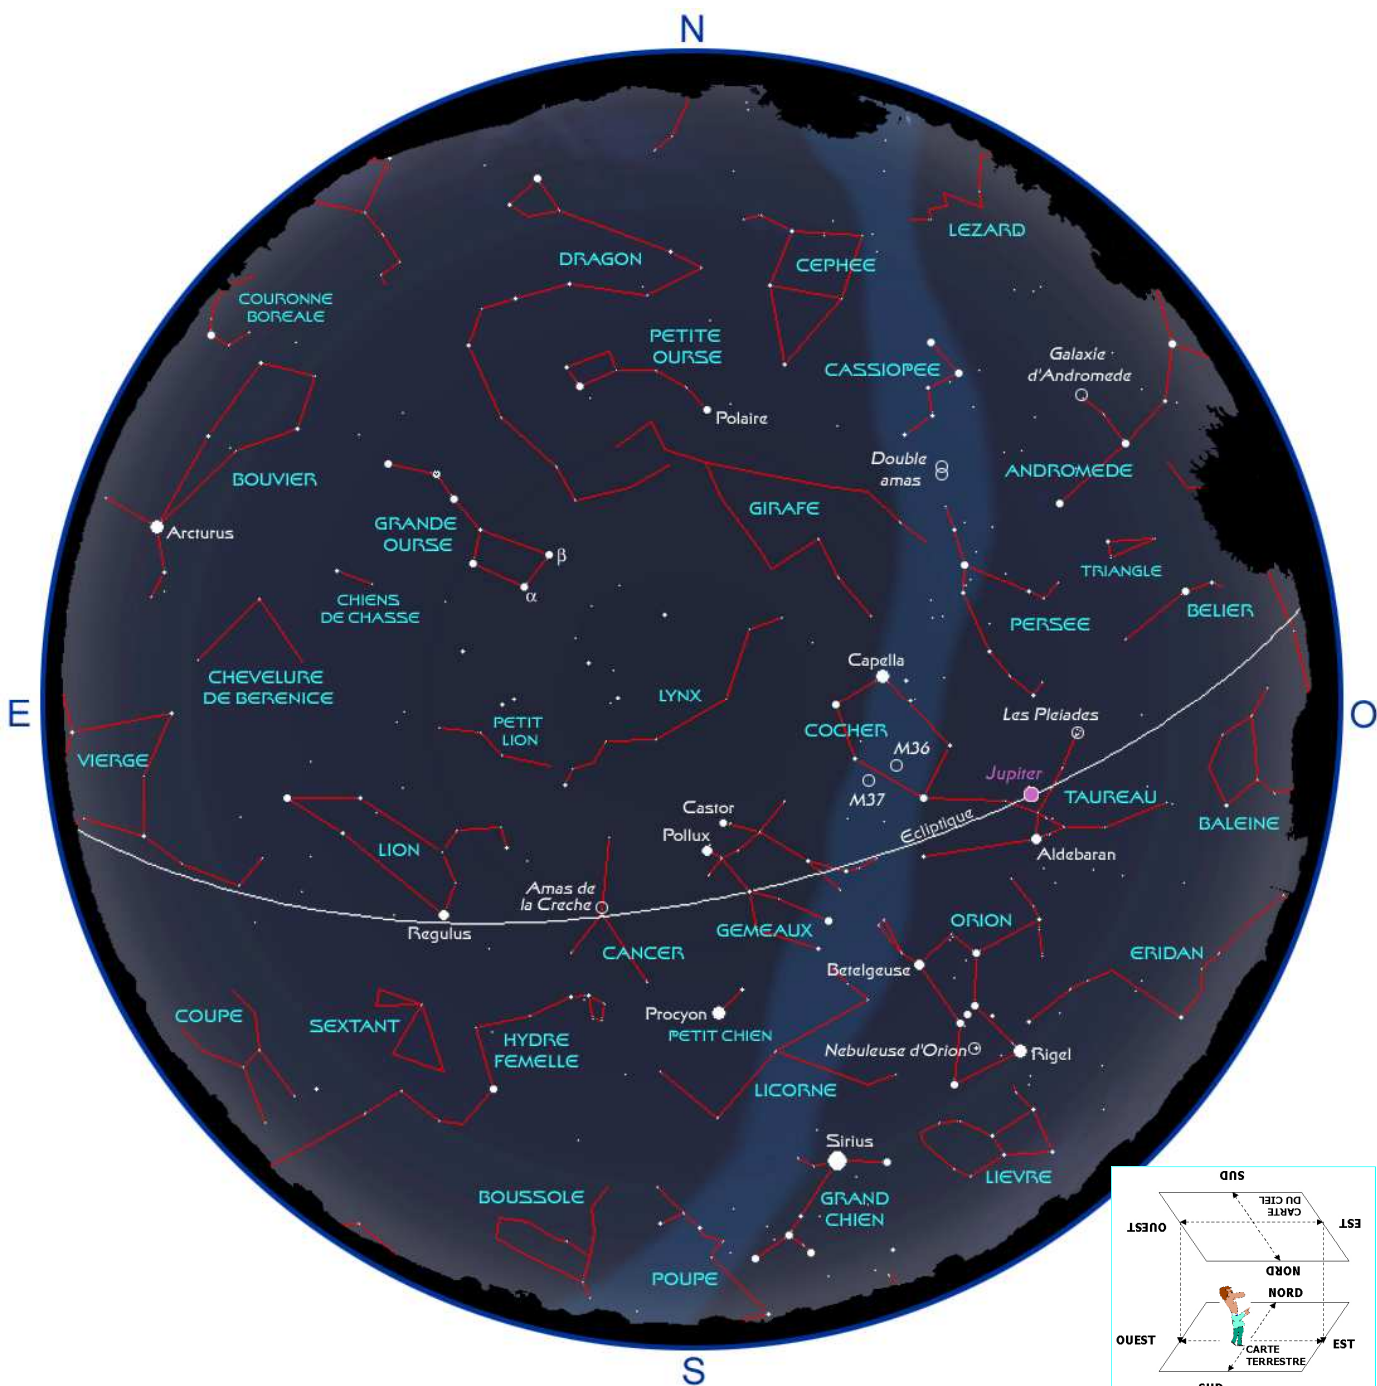 N
LEZARD
DRAGON
CEPHEE
COURONNE
BOREALE
PETITE
OURSE
Galaxie
d'Andromede
CASSIOPEE
Polaire
Double
amas
ANDROMEDE
BOUVIER
GIRAFE
Arcturus
GRANDE
OURSE
β
α
TRIANGLE
CHIENS
DE CHASSE
BELIER
PERSEE
Capella
CHEVELURE
DE BERENICE
LYNX
E
O
Les Pleiades
PETIT
LION
COCHER
M36
VIERGE
Jupiter
M37
TAUREAU
Castor
Pollux
Ecliptique
BALEINE
LION
Aldebaran
Amas de
la Creche
Regulus
GEMEAUX
ORION
CANCER
ERIDAN
Betelgeuse
COUPE
SEXTANT
Procyon
PETIT CHIEN
HYDRE
FEMELLE
Nebuleuse d'Orion
Rigel
LICORNE
Sirius
LIEVRE
BOUSSOLE
GRAND
CHIEN
POUPE
S
SUD
CARTE
DU CIEL
OUEST
EST
NORD
NORD
OUEST
EST
CARTE
TERRESTRE
SUD